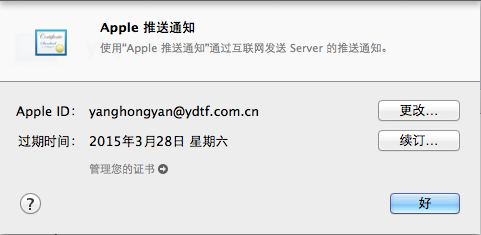 Apple 推送通知
使用“Apple 推送通知”通过互联网发送 Server 的推送通知。
Apple ID： yanghongyan@ydtf.com.cn 更改...
过期时间： 2015年3月28日 星期六 续订...
管理您的证书
? 好